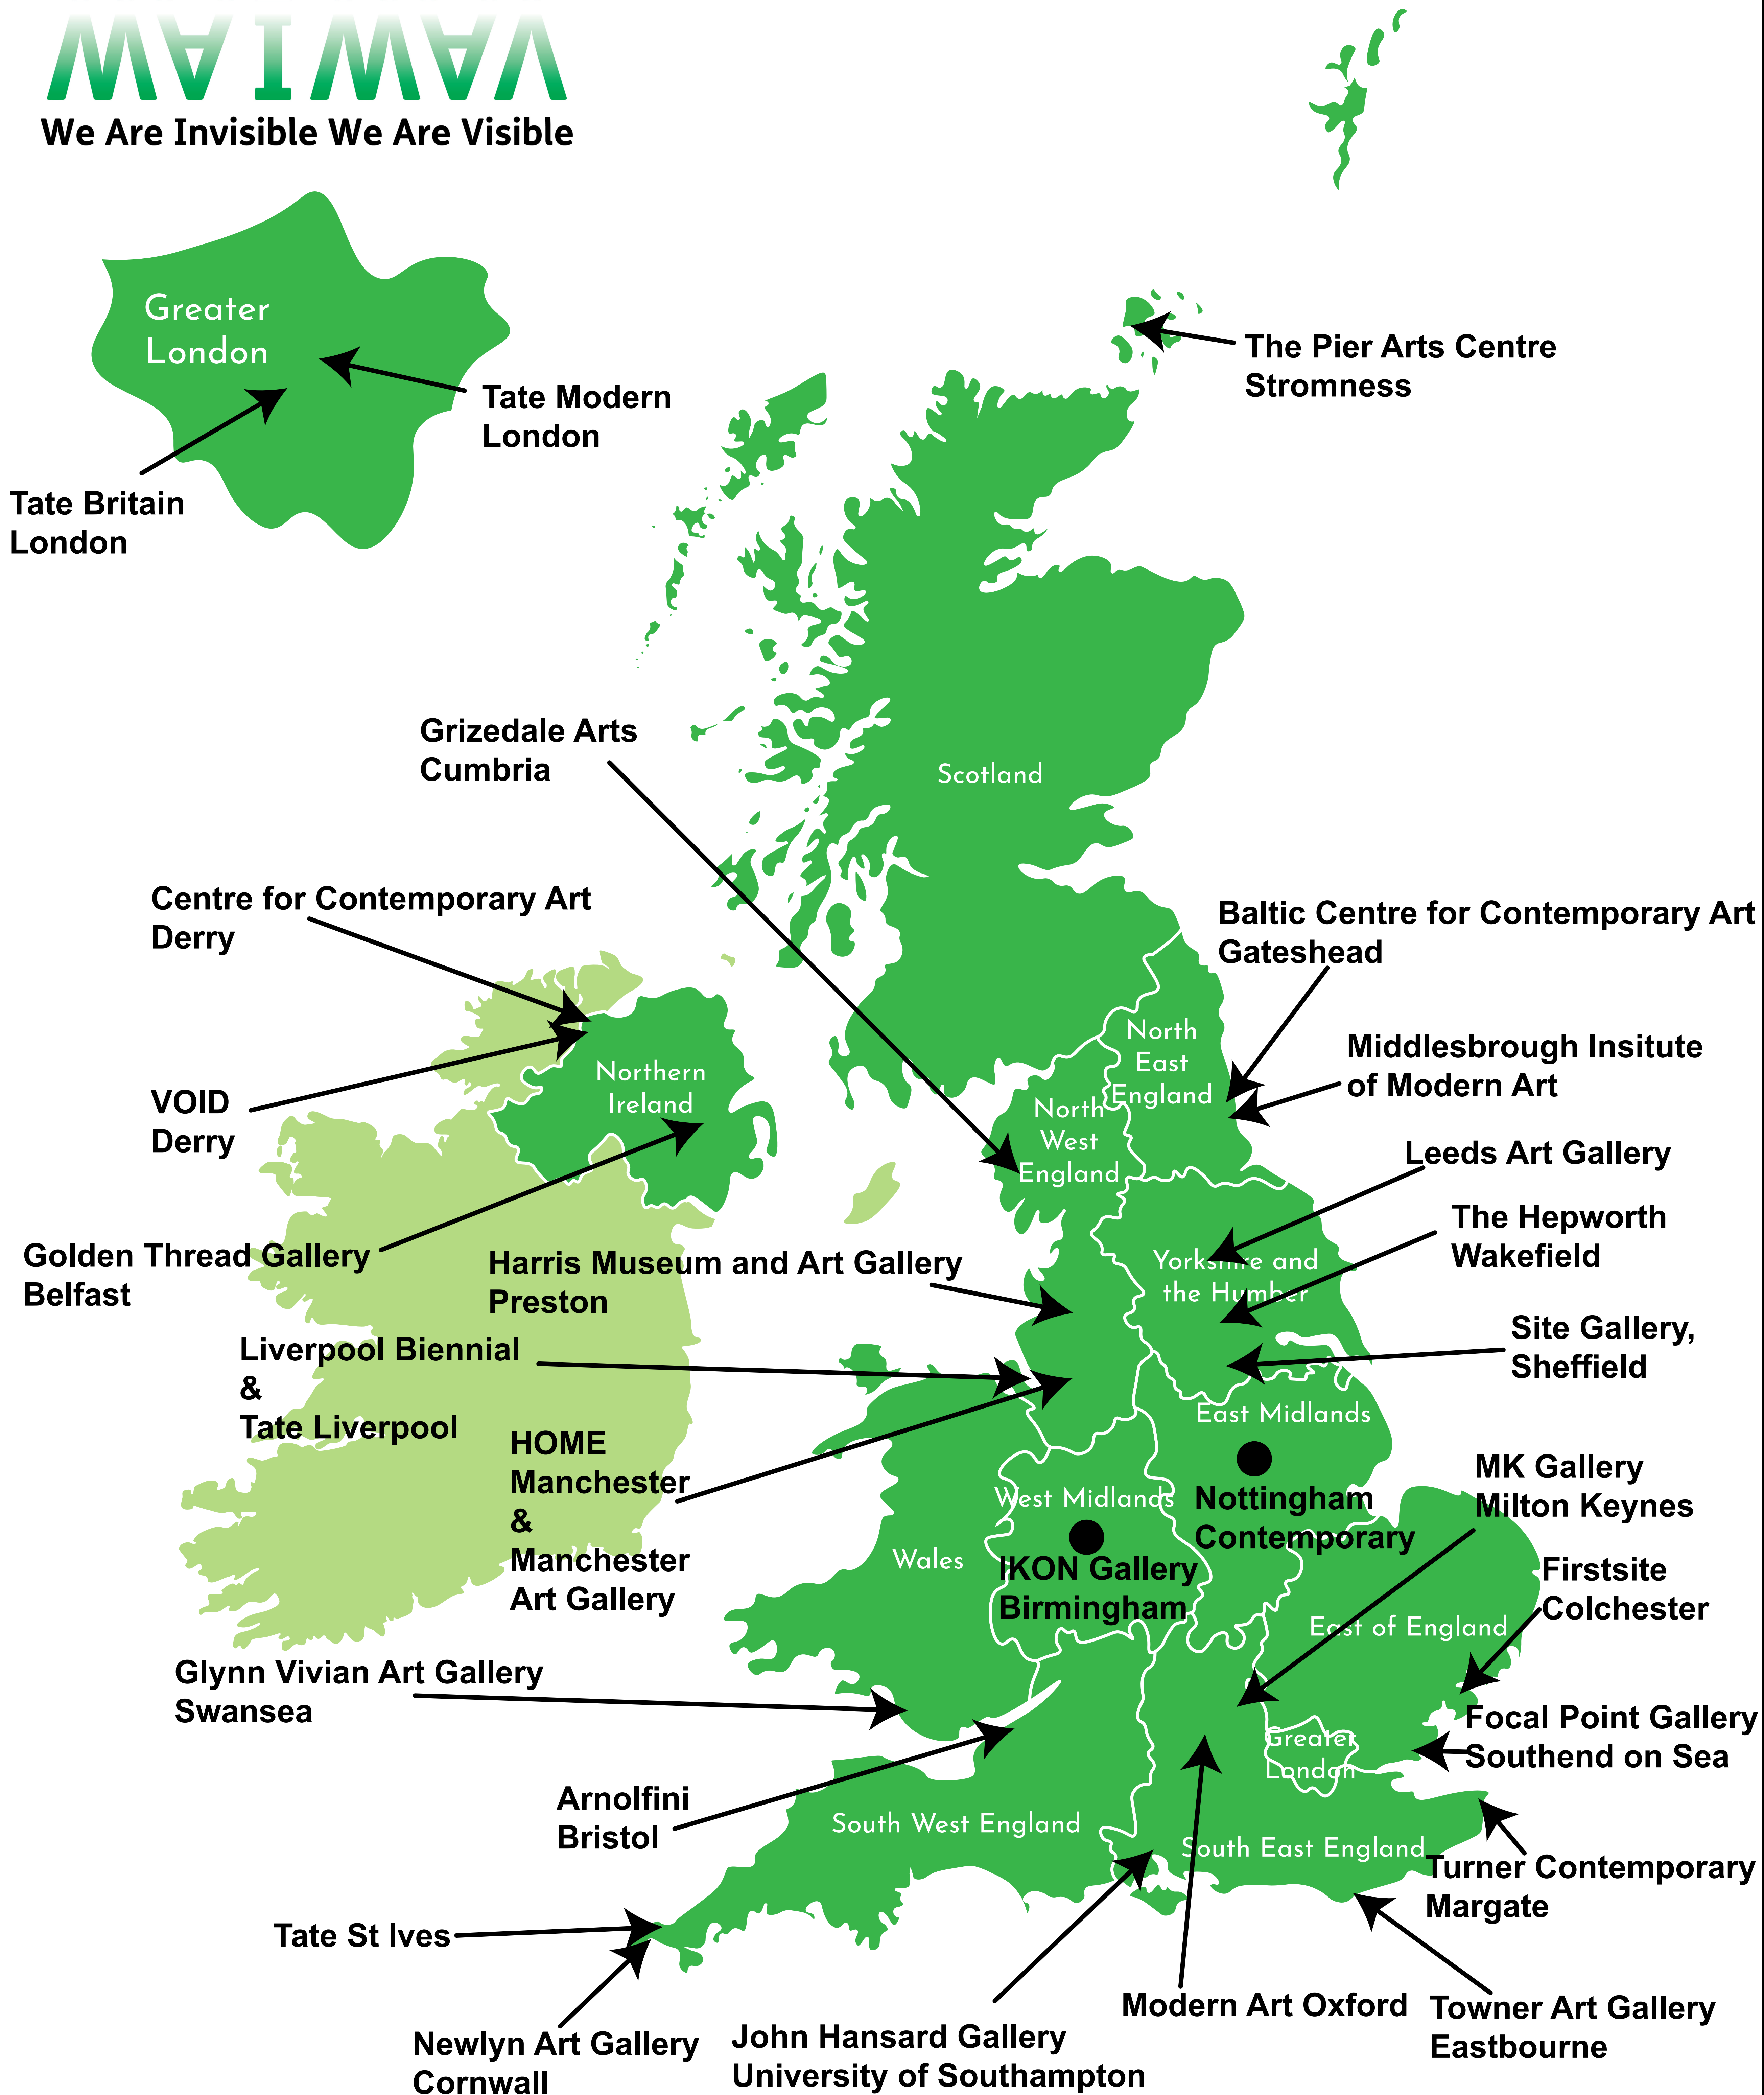 WAIWAV
We Are Invisible We Are Visible
Greater
London
Tate Modern
London
Tate Britain
London
The Pier Arts Centre
Stromness
Grizedale Arts
Cumbria
Scotland
Centre for Contemporary Art
Derry
Baltic Centre for Contemporary Art
Gateshead
North
East
England
Middlesbrough Insitute
of Modern Art
Northern
Ireland
VOID
Derry
North
West
England
Leeds Art Gallery
The Hepworth
Wakefield
Golden Thread Gallery
Belfast
Harris Museum and Art Gallery
Preston
Yorkshire and
the Humber
Site Gallery,
Sheffield
Liverpool Biennial
&
Tate Liverpool
East Midlands
HOME
Manchester
&
Manchester
Art Gallery
MK Gallery
Milton Keynes
West Midlands
Nottingham
Contemporary
Wales
IKON Gallery
Birmingham
Firstsite
Colchester
East of England
Glynn Vivian Art Gallery
Swansea
Focal Point Gallery
Southend on Sea
Greater
London
Arnolfini
Bristol
South West England
South East England
Turner Contemporary
Margate
Tate St Ives
Modern Art Oxford
Towner Art Gallery
Eastbourne
Newlyn Art Gallery
Cornwall
John Hansard Gallery
University of Southampton